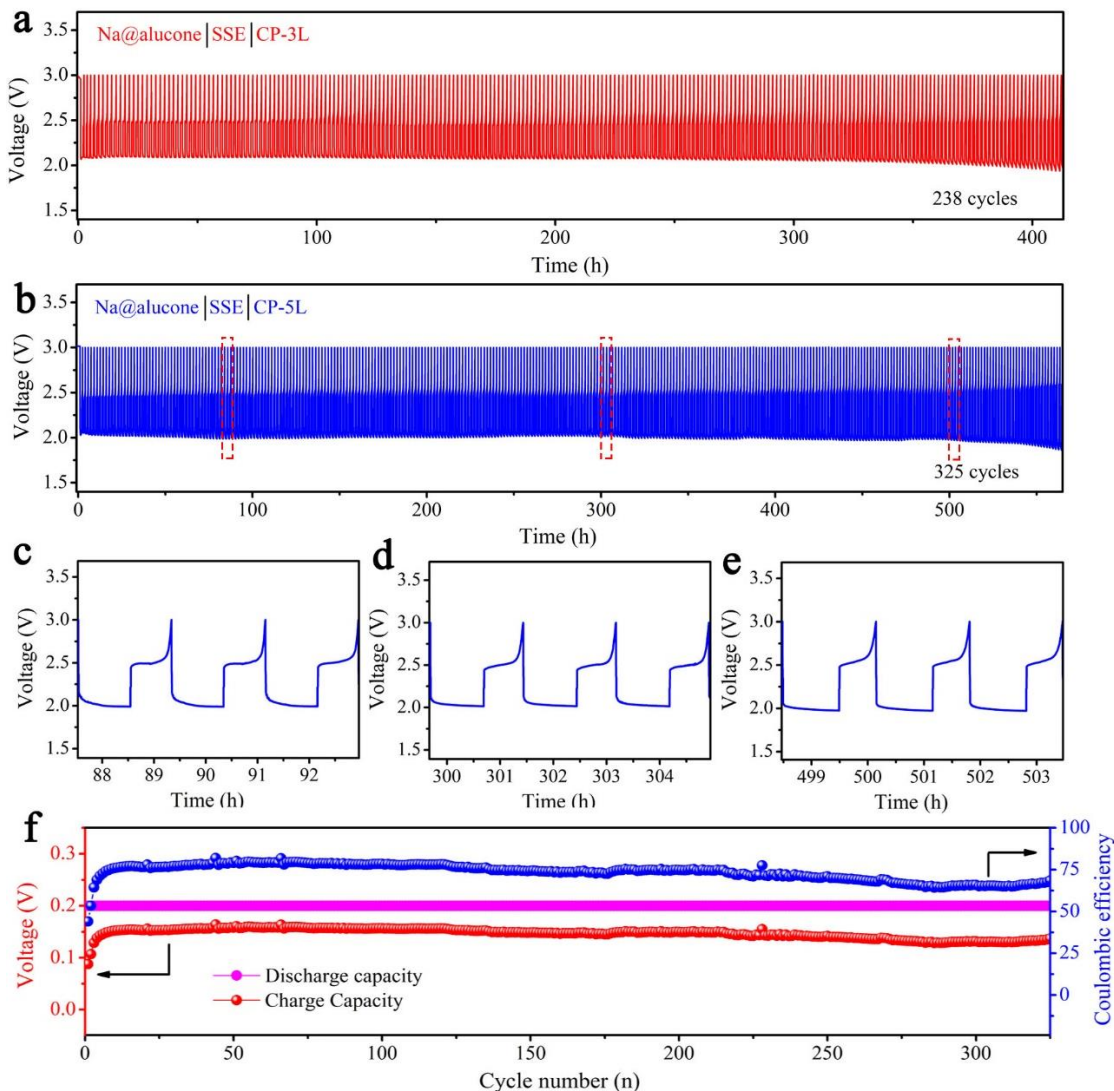 a
Na@alucone|SSE|CP-3L
3.5
3.0
2.5
2.0
1.5
Voltage (V)
238 cycles
0 100 200 300 400
Time (h)
b
Na@alucone|SSE|CP-5L
3.5
3.0
2.5
2.0
1.5
Voltage (V)
325 cycles
0 100 200 300 400 500
Time (h)
c
3.5
3.0
2.5
2.0
1.5
Voltage (V)
88 89 90 91 92
Time (h)
d
3.5
3.0
2.5
2.0
1.5
Voltage (V)
300 301 302 303 304
Time (h)
e
3.5
3.0
2.5
2.0
1.5
Voltage (V)
499 500 501 502 503
Time (h)
f
0.3
0.2
0.1
0.0
Voltage (V)
Discharge capacity
Charge Capacity
100
75
50
25
0
Coulombic efficiency
0 50 100 150 200 250 300
Cycle number (n)